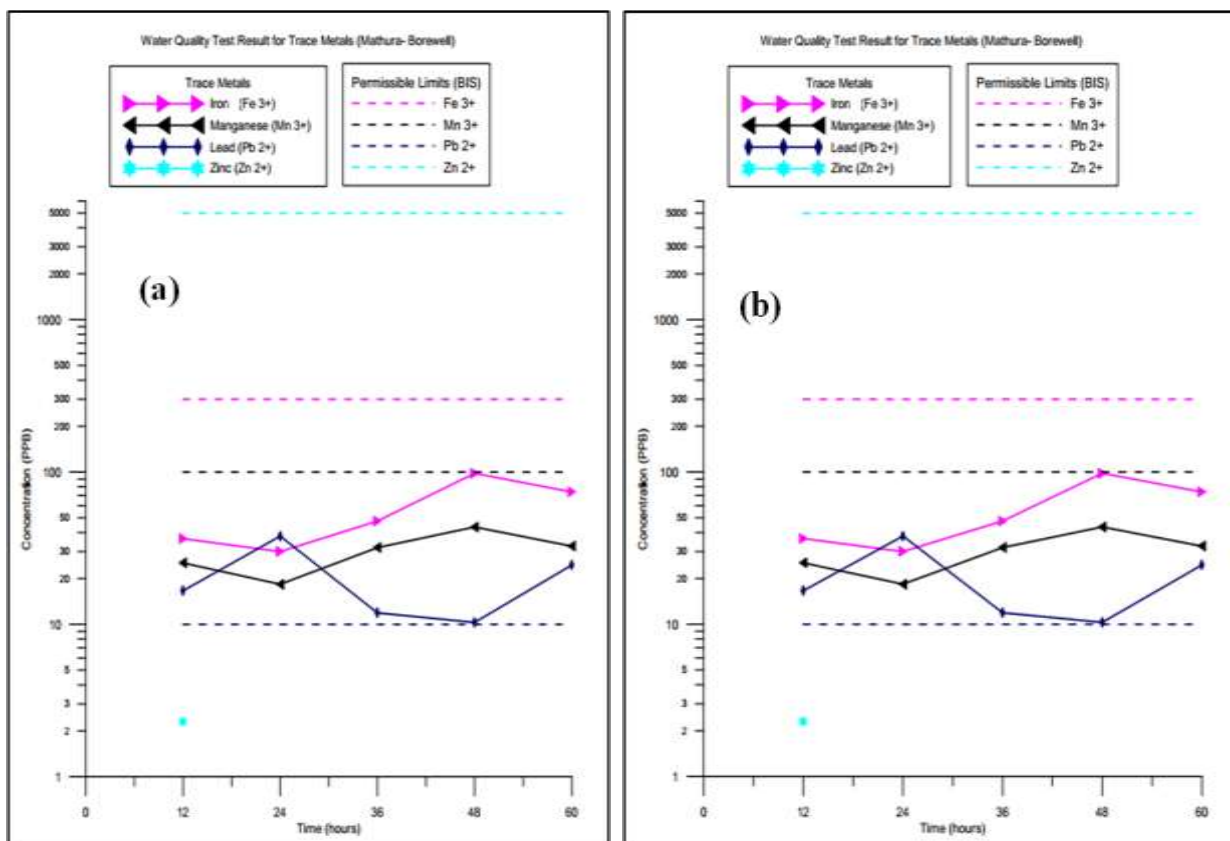 Water Quality Test Result for Trace Metals (Mathura- Borewell)
Trace Metals
Iron (Fe 3+)
Manganese (Mn 3+)
Lead (Pb 2+)
Zinc (Zn 2+)
Permissible Limits (BIS)
Fe 3+
Mn 3+
Pb 2+
Zn 2+
5000
3000
2000
1000
500
300
200
100
50
30
20
10
5
3
2
1
(a)
Concentration (PPB)
0 12 24 36 48 60
Time (hours)
Water Quality Test Result for Trace Metals (Mathura- Borewell)
Trace Metals
Iron (Fe 3+)
Manganese (Mn 3+)
Lead (Pb 2+)
Zinc (Zn 2+)
Permissible Limits (BIS)
Fe 3+
Mn 3+
Pb 2+
Zn 2+
5000
3000
2000
1000
500
300
200
100
50
30
20
10
5
3
2
1
(b)
Concentration (PPB)
0 12 24 36 48 60
Time (hours)